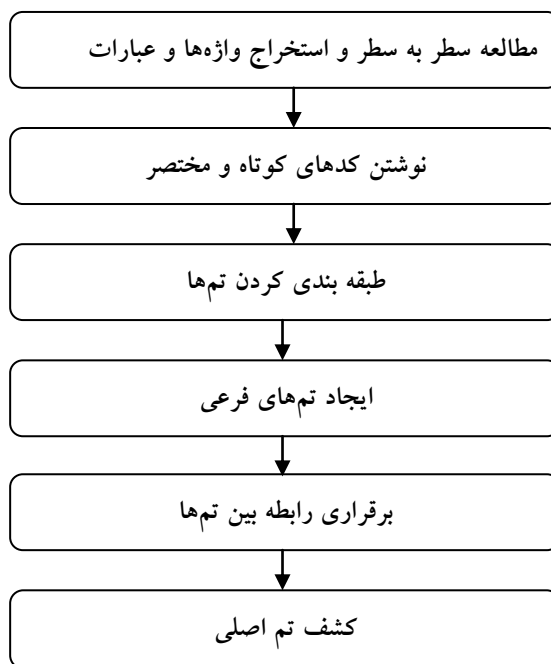 مطالعه سطر به سطر و استخراج واژه‌ها و عبارات
نوشتن کدهای کوتاه و مختصر
طبقه بندی کردن تم‌ها
ایجاد تم‌های فرعی
برقراری رابطه بین تم‌ها
کشف تم اصلی